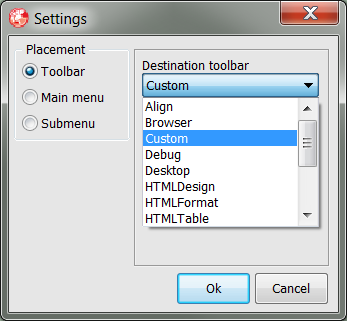 Settings
Placement
Toolbar
Main menu
Submenu
Destination toolbar
Custom
Align
Browser
Custom
Debug
Desktop
HTMLDesign
HTMLFormat
HTMLTable
Ok
Cancel